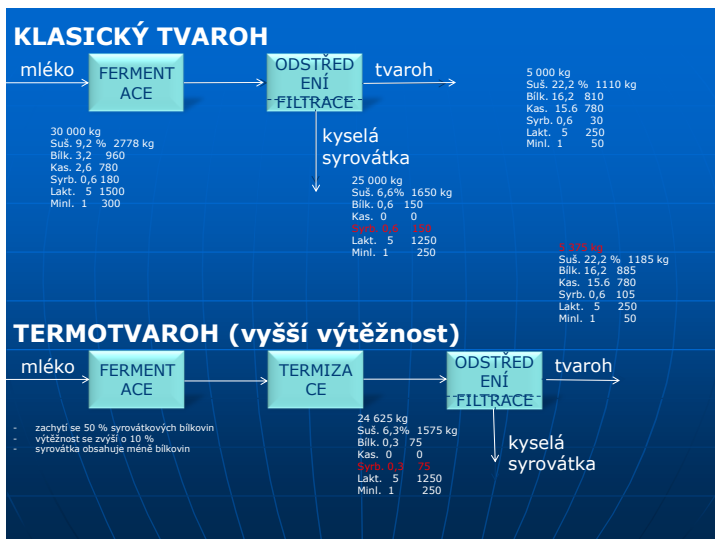 KLASICKÝ TVAROH
mléko
FERMENT
ACE
ODSTŘED
ENÍ
FILTRACE
tvaroh
5 000 kg
Suš. 22,2 % 1110 kg
Bílk. 16,2 810
Kas. 15.6 780
Syrb. 0,6 30
Lakt. 5 250
Minl. 1 50
30 000 kg
Suš. 9,2 % 2778 kg
Bílk. 3,2 960
Kas. 2,6 780
Syrb. 0,6 180
Lakt. 5 1500
Minl. 1 300
kyselá
syrovátka
25 000 kg
Suš. 6,6% 1650 kg
Bílk. 0,6 150
Kas. 0 0
Syrb. 0,6 150
Lakt. 5 1250
Minl. 1 250
5 375 kg
Suš. 22,2 % 1185 kg
Bílk. 16,2 885
Kas. 15.6 780
Syrb. 0,6 105
Lakt. 5 250
Minl. 1 50
TERMOTVAROH (vyšší výtěžnost)
mléko
FERMENT
ACE
TERMIZA
CE
ODSTŘED
ENÍ
FILTRACE
tvaroh
- zachytí se 50 % syrovátkových bílkovin
- výtěžnost se zvýší o 10 %
- syrovátka obsahuje méně bílkovin
24 625 kg
Suš. 6,3% 1575 kg
Bílk. 0,3 75
Kas. 0 0
Syrb. 0,3 75
Lakt. 5 1250
Minl. 1 250
kyselá
syrovátka